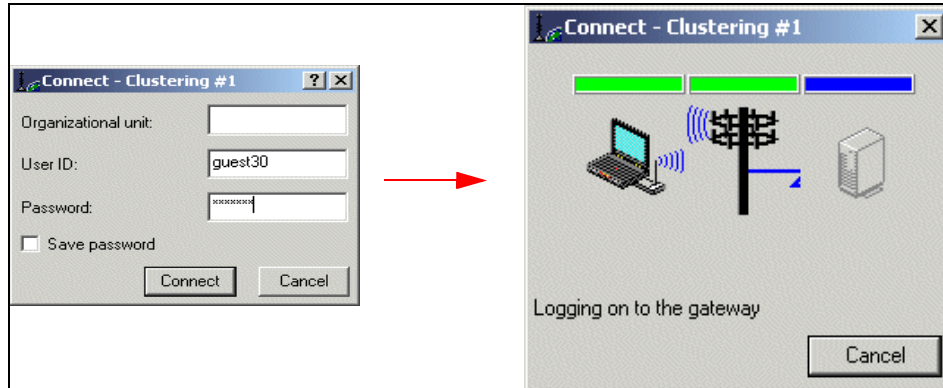 Connect - Clustering #1
Organizational unit:
User ID: guest30
Password: *******
Save password
Connect Cancel
Connect - Clustering #1
Logging on to the gateway
Cancel